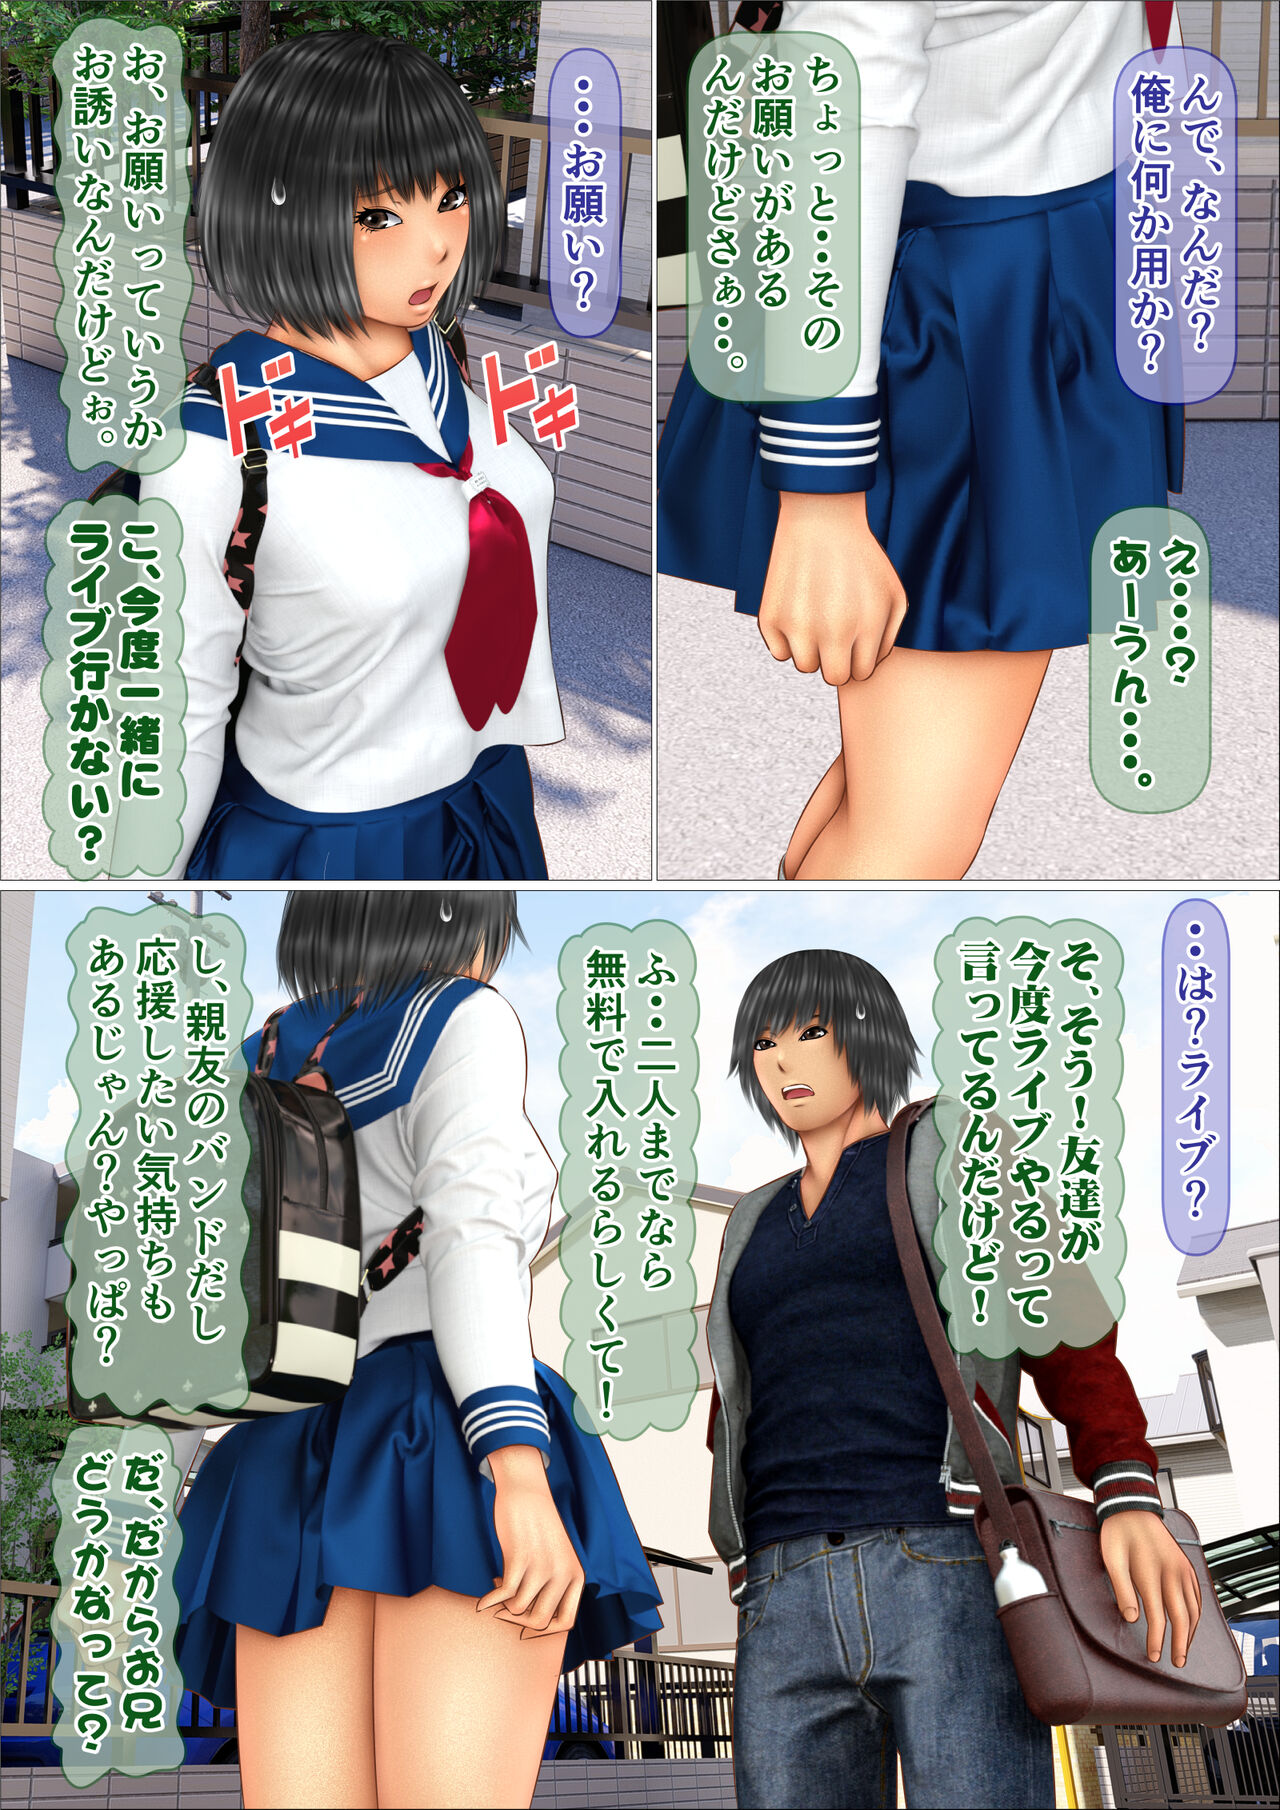 んで、なんだ?
俺に何か用か?
ちょっと・・その
お願いがある
んだけどさぁ・・・。
え・・・?
あーうん・・・・。
・・・・お願い?
お、お願いっていうか
お誘いなんだけどぉ。
ドキ
ドキ
こ、今度一緒に
ライブ行かない?
・・は?ライブ?
そ、そう!友達が
今度ライブやるって
言ってるんだけど!
ふ・・二人までなら
無料で入れるらしくて!
し、親友のバンドだし
応援したい気持ちも
あるじゃん?やっぱ?
だ、だからお兄
どうかなって?